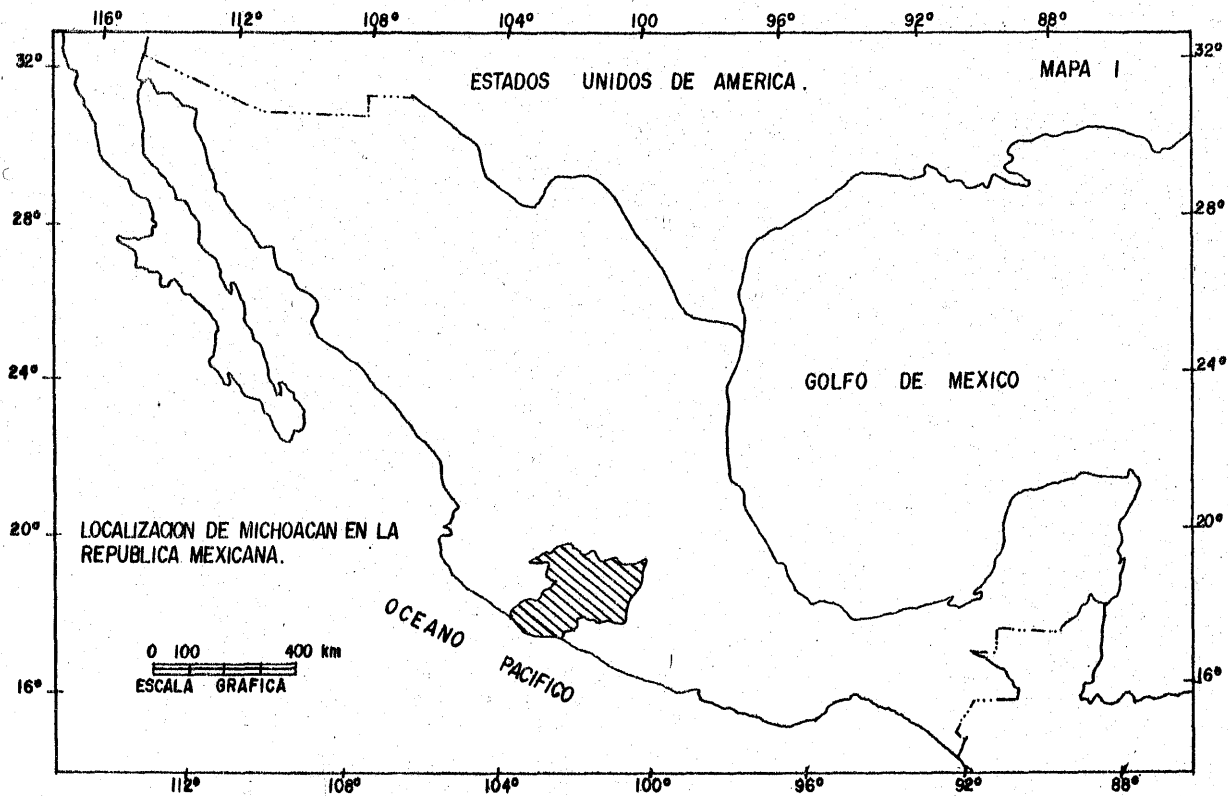 116° 112° 108° 104° 100 96° 92° 88°
32° ESTADOS UNIDOS DE AMERICA. MAPA I 32°
28° 28°
24° GOLFO DE MEXICO 24°
20° LOCALIZACION DE MICHOACAN EN LA 20°
REPUBLICA MEXICANA.
OCEANO PACIFICO
0 100 400 km
ESCALA GRAFICA
16° 16°
112° 108° 104° 100° 96° 92° 88°